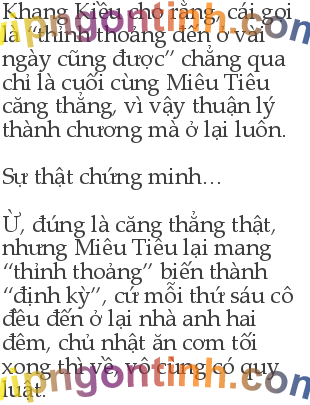 Khang Kiều cho rằng, cái gọi
là “thỉnh thoảng đến ở vài
ngày cũng được” chẳng qua
chỉ là cuối cùng Miêu Tiêu
căng thẳng, vì vậy thuận lý
thành chương mà ở lại luôn.
Sự thật chứng minh...
Ừ, đúng là căng thẳng thật,
nhưng Miêu Tiêu lại mang
“thỉnh thoảng” biến thành
“định kỳ”, cứ mỗi thứ sáu cô
đều đến ở lại nhà anh hai
đêm, chủ nhật ăn cơm tối
xong thì về, vô cùng có quy
luật.
vipngontinh.com